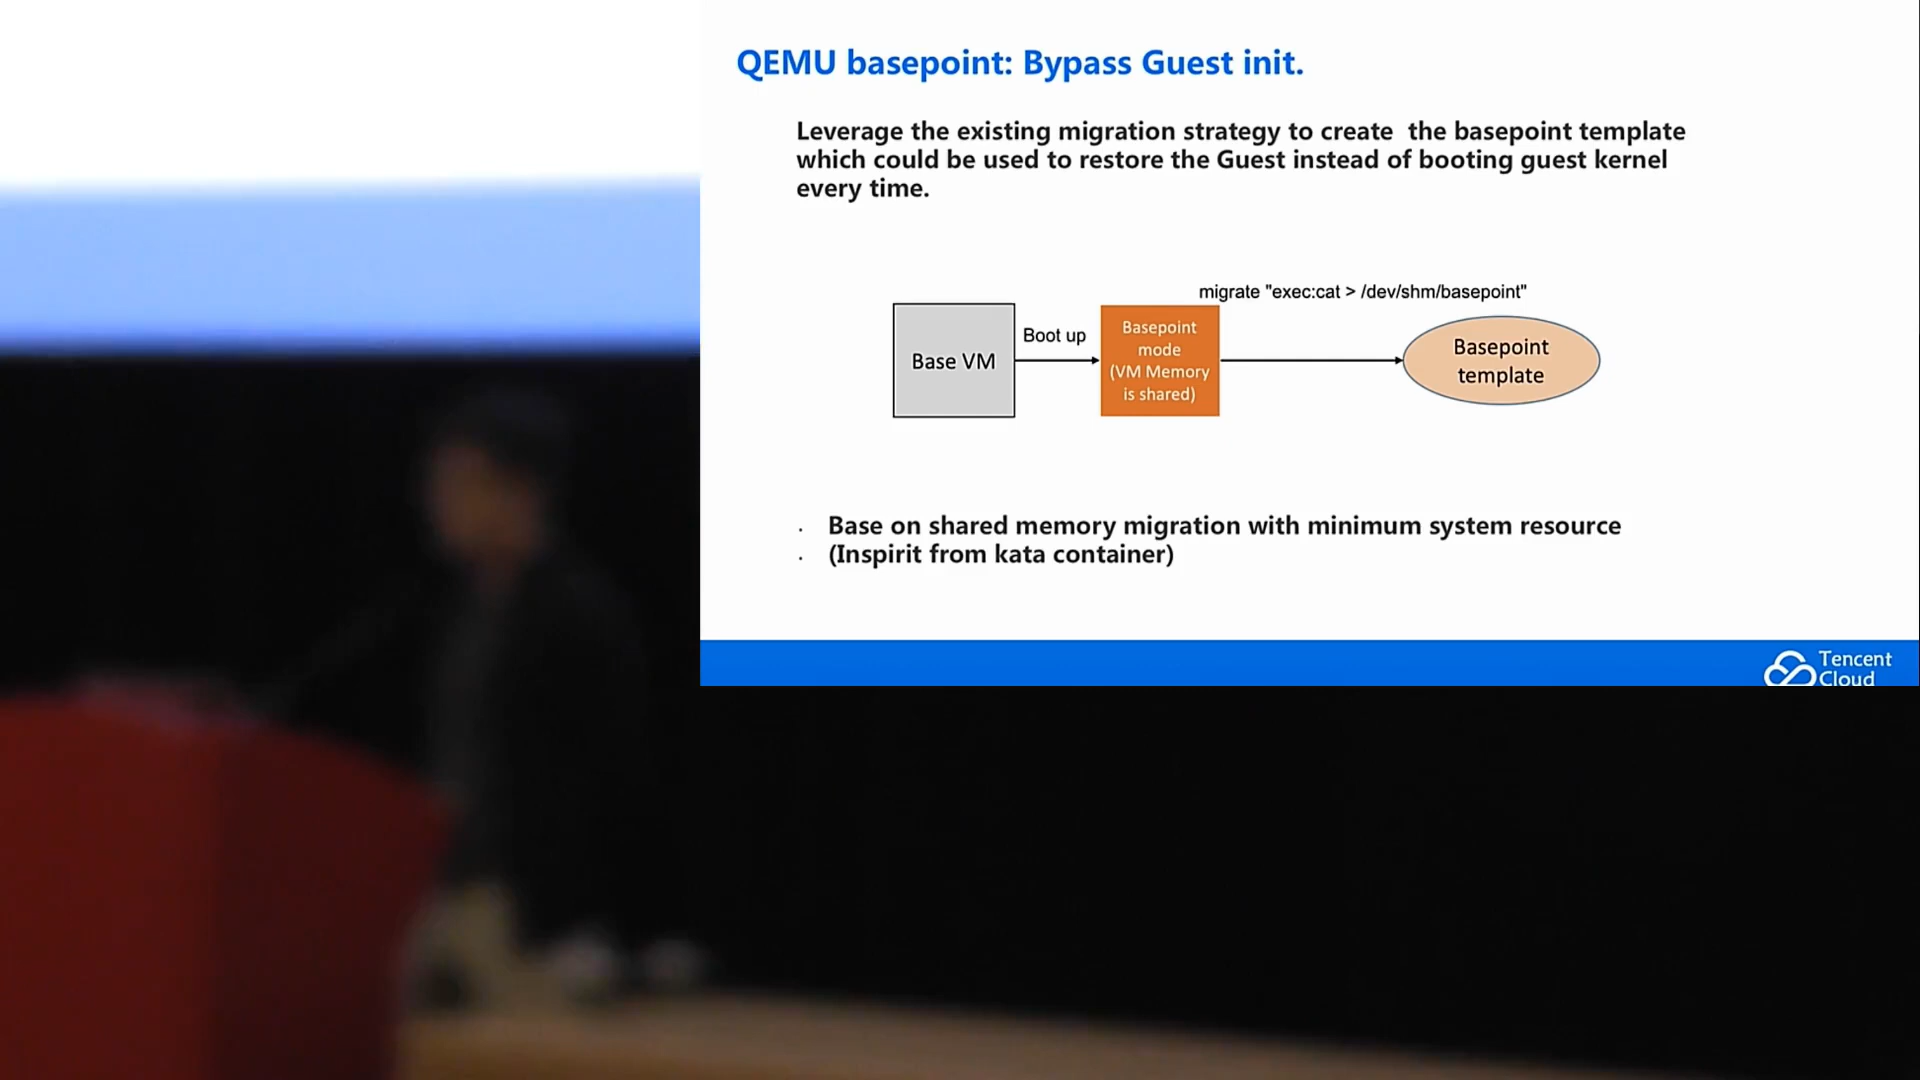 QEMU basepoint: Bypass Guest init.
Leverage the existing migration strategy to create  the basepoint template
which could be used to restore the Guest instead of booting guest kernel
every time.
migrate "exec:cat > /dev/shm/basepoint"
Base VM
Boot up
Basepoint
mode
(VM Memory
is shared)
Basepoint
template
· Base on shared memory migration with minimum system resource
· (Inspirit from kata container)
Tencent
Cloud